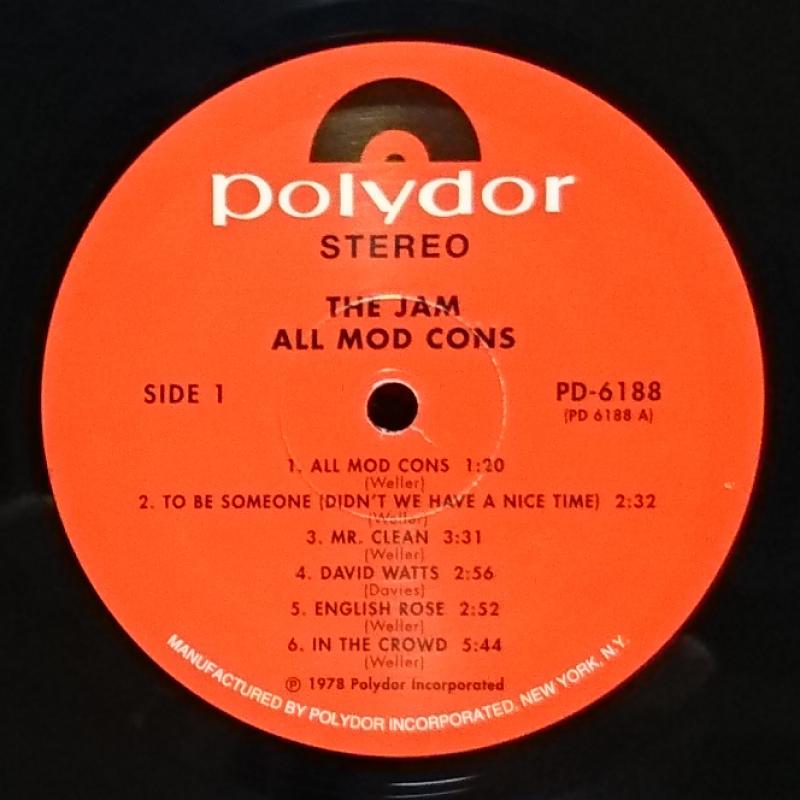 polydor
STEREO
THE JAM
ALL MOD CONS
SIDE 1
PD-6188
(PD 6188 A)
1. ALL MOD CONS 1:20
(Weller)
2. TO BE SOMEONE (DIDN'T WE HAVE A NICE TIME) 2:32
(Weller)
3. MR. CLEAN 3:31
(Weller)
4. DAVID WATTS 2:56
(Davies)
5. ENGLISH ROSE 2:52
(Weller)
6. IN THE CROWD 5:44
(Weller)
℗ 1978 Polydor Incorporated
MANUFACTURED BY POLYDOR INCORPORATED. NEW YORK, N.Y.